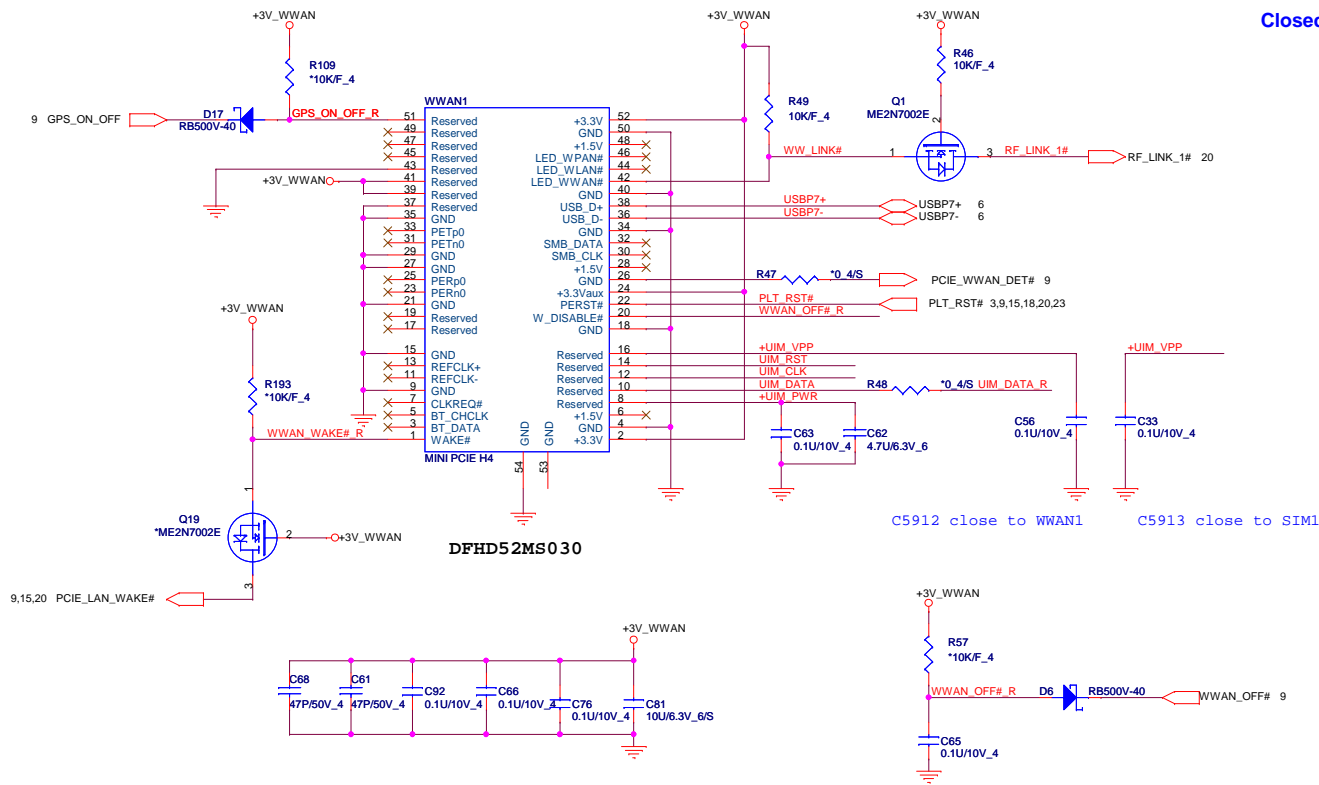 Closed
+3V_WWAN
+3V_WWAN
+3V_WWAN
R109
*10K/F_4
R49
10K/F_4
R46
10K/F_4
Q1
ME2N7002E
9 GPS_ON_OFF
D17
RB500V-40
GPS_ON_OFF_R
WWAN1
51 Reserved
49 Reserved
47 Reserved
45 Reserved
43 Reserved
41 Reserved
39 Reserved
37 Reserved
35 GND
33 PETp0
31 PETn0
29 GND
27 GND
25 PERp0
23 PERn0
21 GND
19 Reserved
17 Reserved
15 GND
13 REFCLK+
11 REFCLK-
9 GND
7 CLKREQ#
5 BT_CHCLK
3 BT_DATA
1 WAKE#
+3.3V 52
GND 50
+1.5V 48
LED_WPAN# 46
LED_WLAN# 44
LED_WWAN# 42
GND 40
USB_D+ 38
USB_D- 36
GND 34
SMB_DATA 32
SMB_CLK 30
+1.5V 28
GND 26
+3.3Vaux 24
PERST# 22
W_DISABLE# 20
GND 18
Reserved 16
Reserved 14
Reserved 12
Reserved 10
Reserved 8
+1.5V 6
GND 4
+3.3V 2
GND 54
GND 53
MINI PCIE H4
DFHD52MS030
+3V_WWAN
WW_LINK#
1
2
3
RF_LINK_1#
RF_LINK_1# 20
USBP7+
USBP7+ 6
USBP7-
USBP7- 6
R47
*0_4/S
PCIE_WWAN_DET# 9
PLT_RST#
PLT_RST# 3,9,15,18,20,23
WWAN_OFF#_R
+UIM_VPP
UIM_RST
UIM_CLK
UIM_DATA
R48
*0_4/S
UIM_DATA_R
+UIM_PWR
+UIM_VPP
C63
0.1U/10V_4
C62
4.7U/6.3V_6
C56
0.1U/10V_4
C33
0.1U/10V_4
C5912 close to WWAN1
C5913 close to SIM1
+3V_WWAN
R193
*10K/F_4
WWAN_WAKE#_R
1
Q19
*ME2N7002E
2
+3V_WWAN
3
9,15,20 PCIE_LAN_WAKE#
+3V_WWAN
C68
47P/50V_4
C61
47P/50V_4
C92
0.1U/10V_4
C66
0.1U/10V_4
C76
0.1U/10V_4
C81
10U/6.3V_6/S
+3V_WWAN
R57
*10K/F_4
WWAN_OFF#_R
D6
RB500V-40
WWAN_OFF# 9
C65
0.1U/10V_4